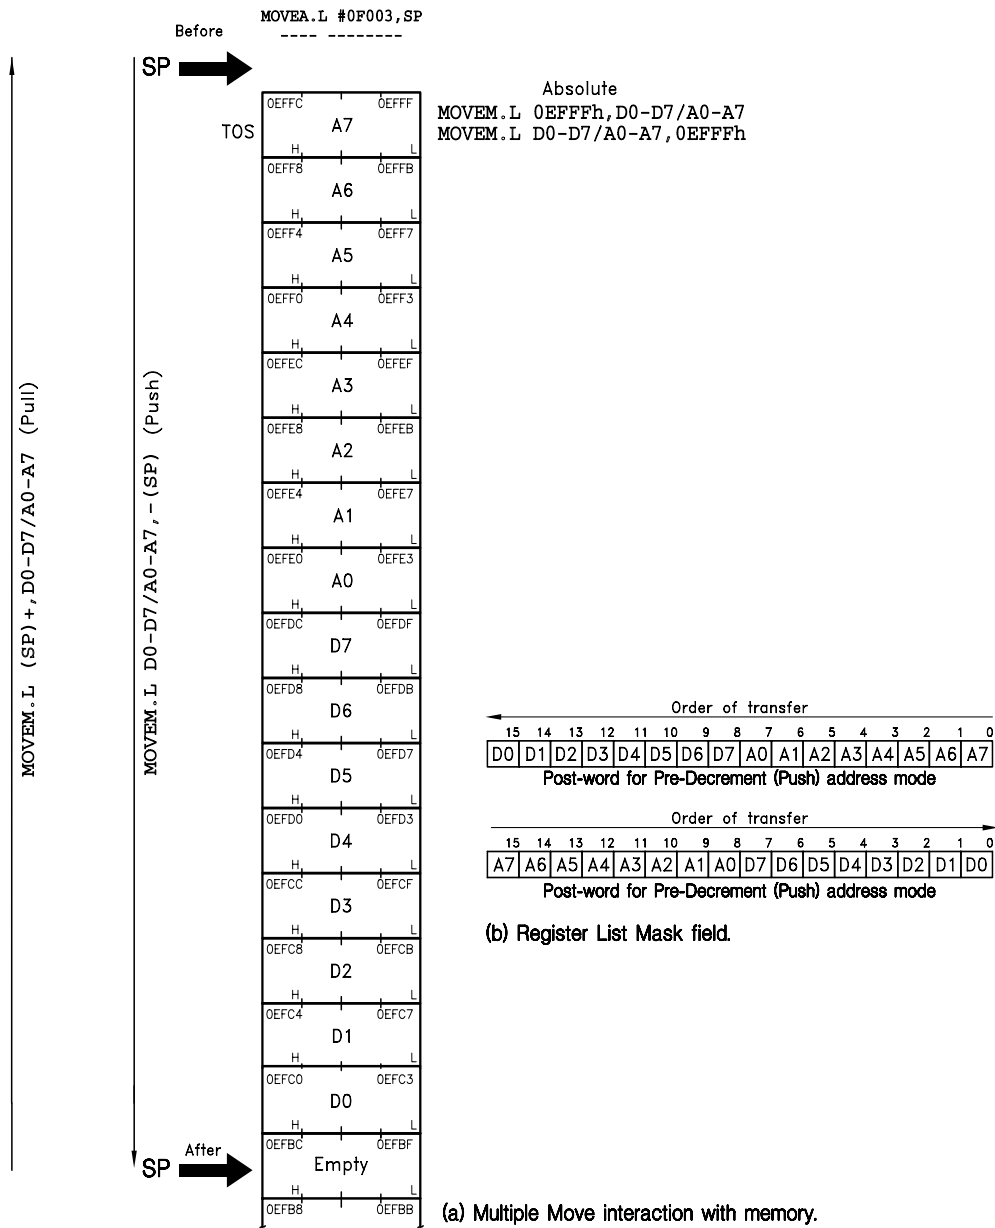 MOVEA.L #0F003,SP
Before
SP
Absolute
MOVEM.L 0EFFFh,D0-D7/A0-A7
MOVEM.L D0-D7/A0-A7,0EFFFh
TOS
0EFFC 0EFFF
A7
H L
0EFF8 0EFFB
A6
H L
0EFF4 0EFF7
A5
H L
0EFF0 0EFF3
A4
H L
0EFEC 0EFEF
A3
H L
0EFE8 0EFEB
A2
H L
0EFE4 0EFE7
A1
H L
0EFE0 0EFE3
A0
H L
0EFDC 0EFDF
D7
H L
0EFD8 0EFDB
D6
H L
0EFD4 0EFD7
D5
H L
0EFD0 0EFD3
D4
H L
0EFCC 0EFCF
D3
H L
0EFC8 0EFCB
D2
H L
0EFC4 0EFC7
D1
H L
0EFC0 0EFC3
D0
H L
0EFBC 0EFBF
Empty
H L
0EFB8 0EFBB
After
SP
MOVEM.L (SP)+,D0-D7/A0-A7 (Pull)
MOVEM.L D0-D7/A0-A7,-(SP) (Push)
Order of transfer
15 14 13 12 11 10 9 8 7 6 5 4 3 2 1 0
D0 D1 D2 D3 D4 D5 D6 D7 A0 A1 A2 A3 A4 A5 A6 A7
Post-word for Pre-Decrement (Push) address mode
Order of transfer
15 14 13 12 11 10 9 8 7 6 5 4 3 2 1 0
A7 A6 A5 A4 A3 A2 A1 A0 D7 D6 D5 D4 D3 D2 D1 D0
Post-word for Pre-Decrement (Push) address mode
(b) Register List Mask field.
(a) Multiple Move interaction with memory.